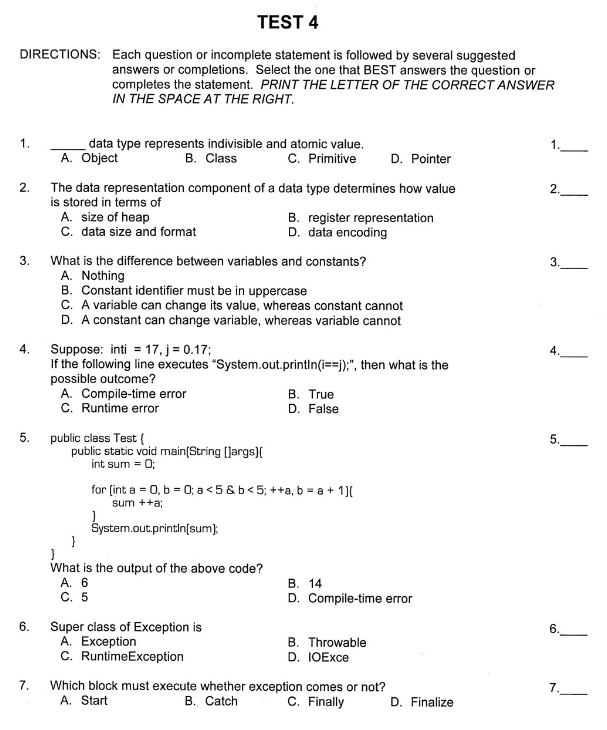 TEST 4
DIRECTIONS: Each question or incomplete statement is followed by several suggested
answers or completions. Select the one that BEST answers the question or
completes the statement. PRINT THE LETTER OF THE CORRECT ANSWER
IN THE SPACE AT THE RIGHT.
1. _____ data type represents indivisible and atomic value. 1.____
A. Object B. Class C. Primitive D. Pointer
2. The data representation component of a data type determines how value 2.____
is stored in terms of
A. size of heap B. register representation
C. data size and format D. data encoding
3. What is the difference between variables and constants? 3.____
A. Nothing
B. Constant identifier must be in uppercase
C. A variable can change its value, whereas constant cannot
D. A constant can change variable, whereas variable cannot
4. Suppose: inti = 17, j = 0.17; 4.____
If the following line executes “System.out.println(i==j);”, then what is the
possible outcome?
A. Compile-time error B. True
C. Runtime error D. False
5. public class Test { 5.____
public static void main(String []args){
int sum = 0;
for (int a = 0, b = 0; a < 5 & b < 5; ++a, b = a + 1){
sum ++a;
}
System.out.println(sum);
}
}
What is the output of the above code?
A. 6 B. 14
C. 5 D. Compile-time error
6. Super class of Exception is 6.____
A. Exception B. Throwable
C. RuntimeException D. IOExce
7. Which block must execute whether exception comes or not? 7.____
A. Start B. Catch C. Finally D. Finalize